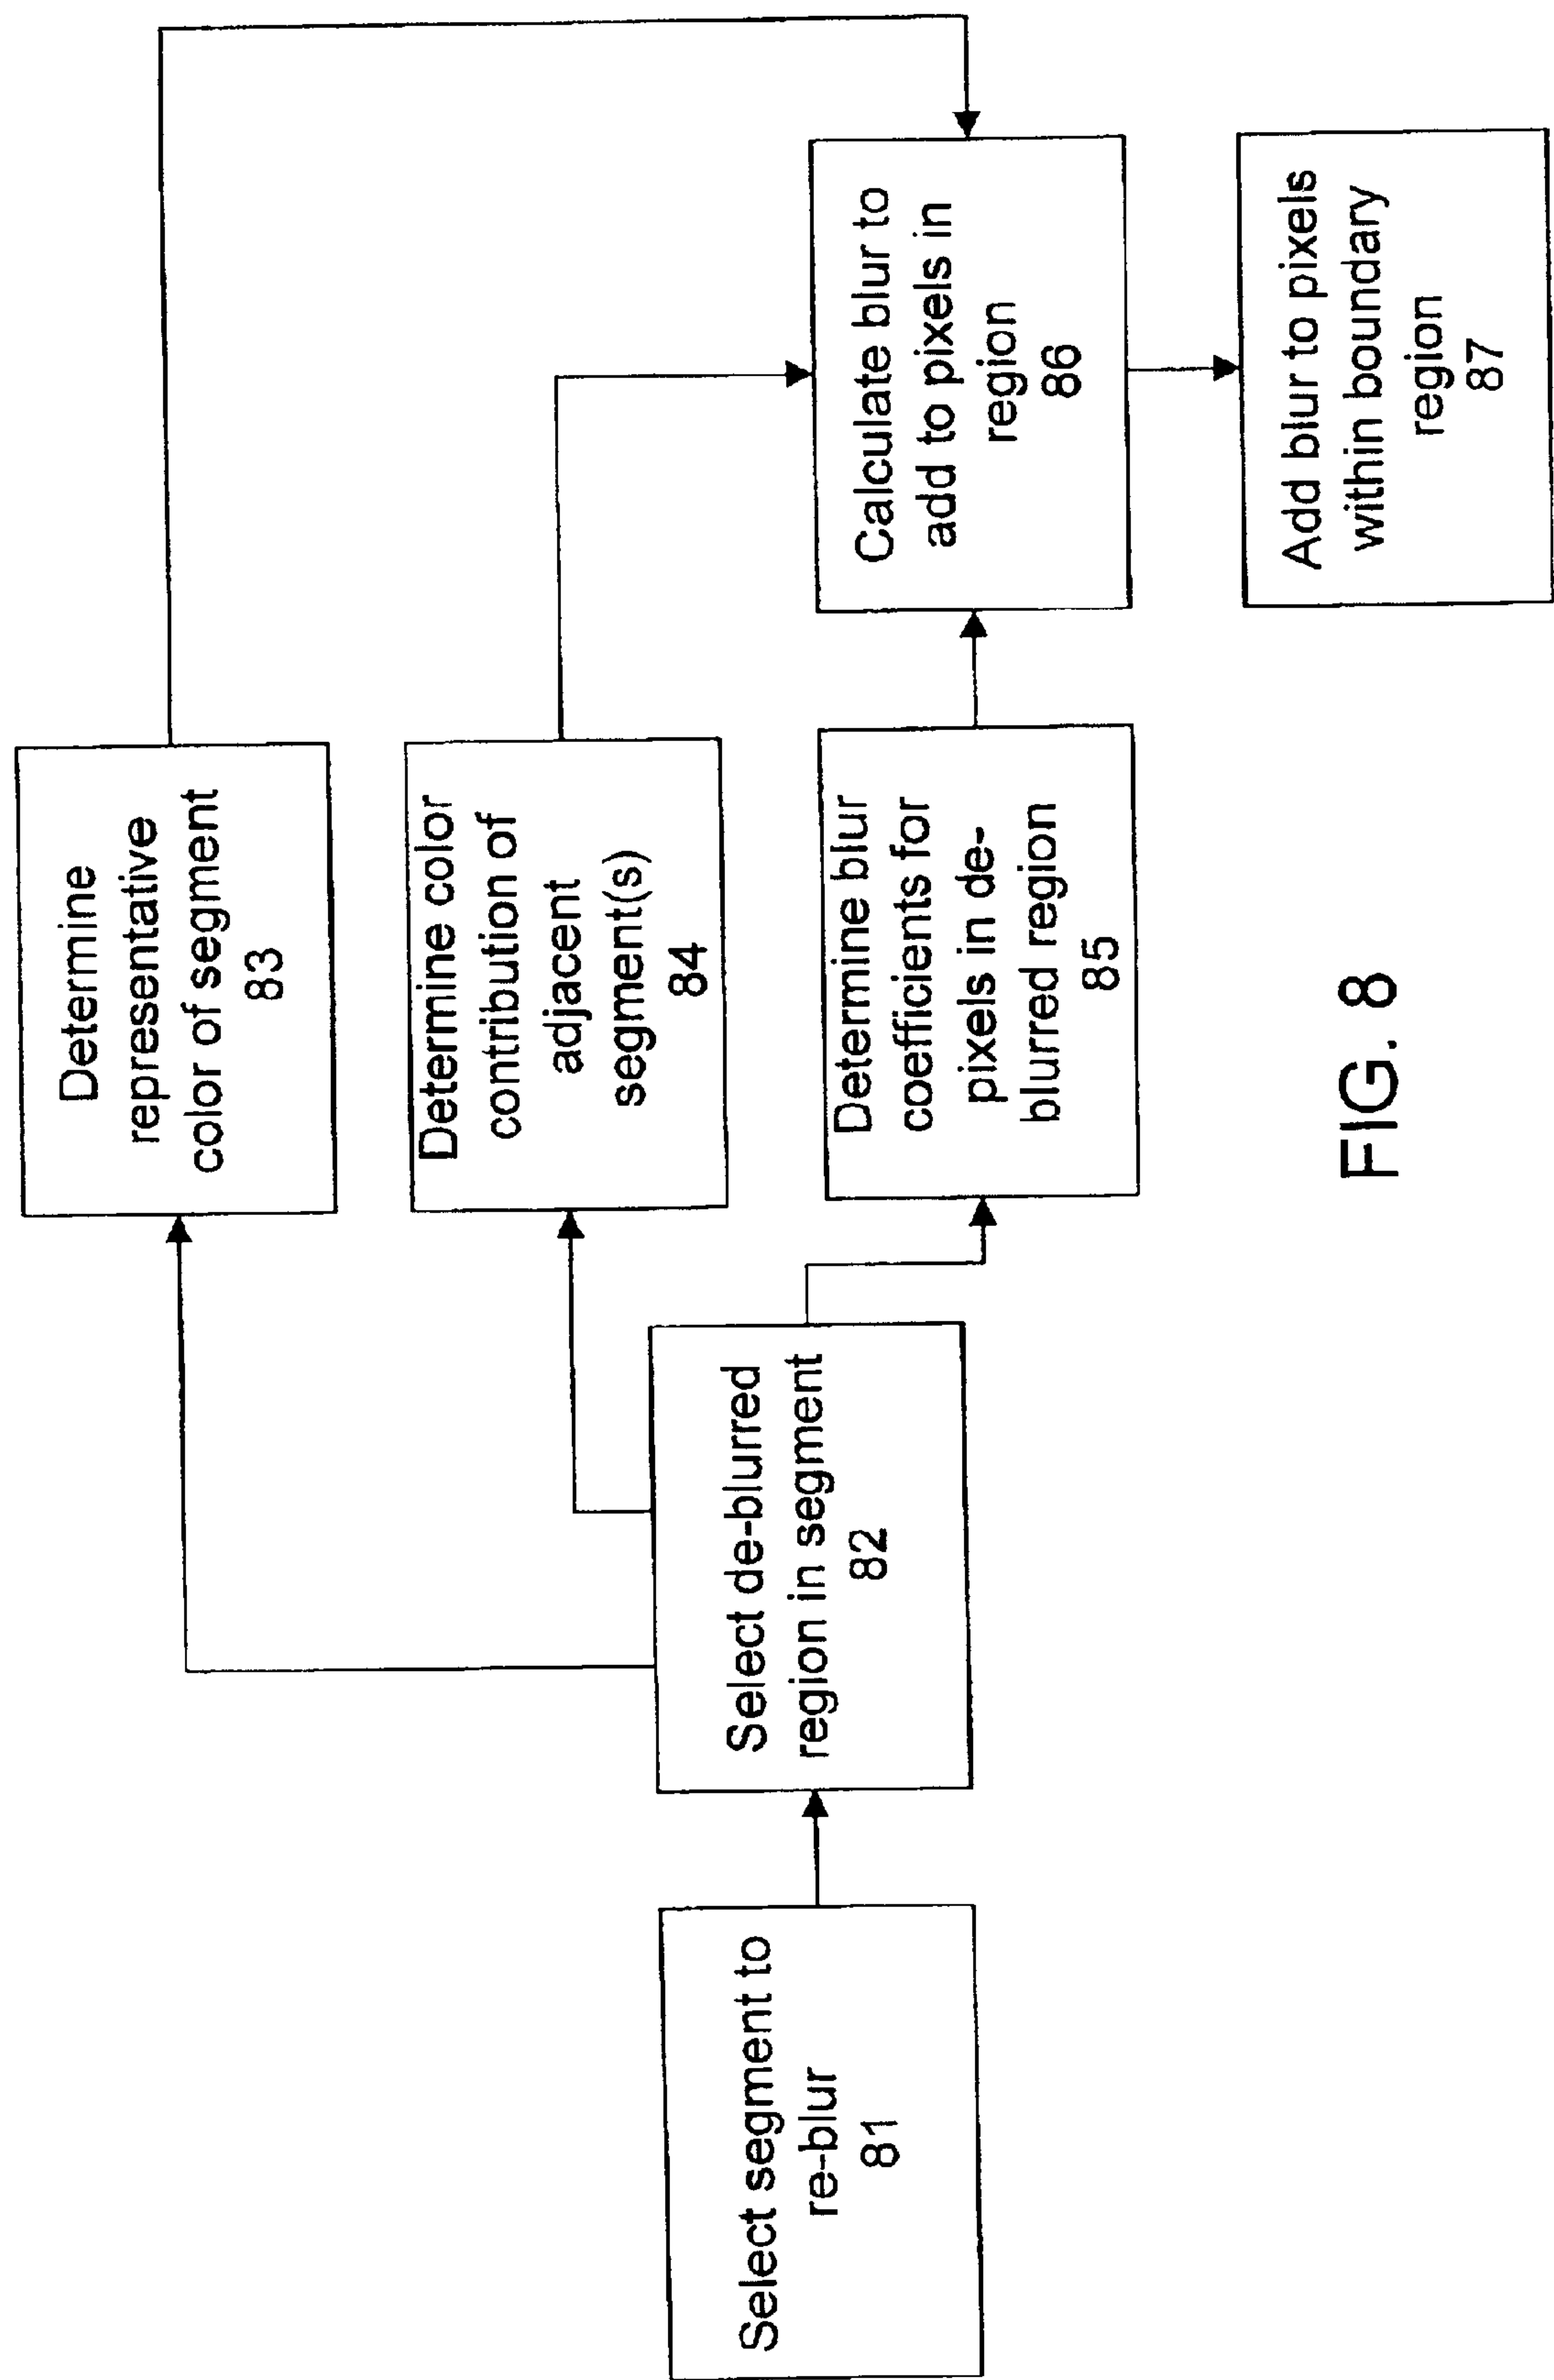 Select segment to
re-blur
81
Select de-blurred
region in segment
82
Determine
representative
color of segment
83
Determine color
contribution of
adjacent
segment(s)
84
Determine blur
coefficients for
pixels in de-
blurred region
85
Calculate blur to
add to pixels in
region
86
Add blur to pixels
within boundary
region
87
FIG. 8